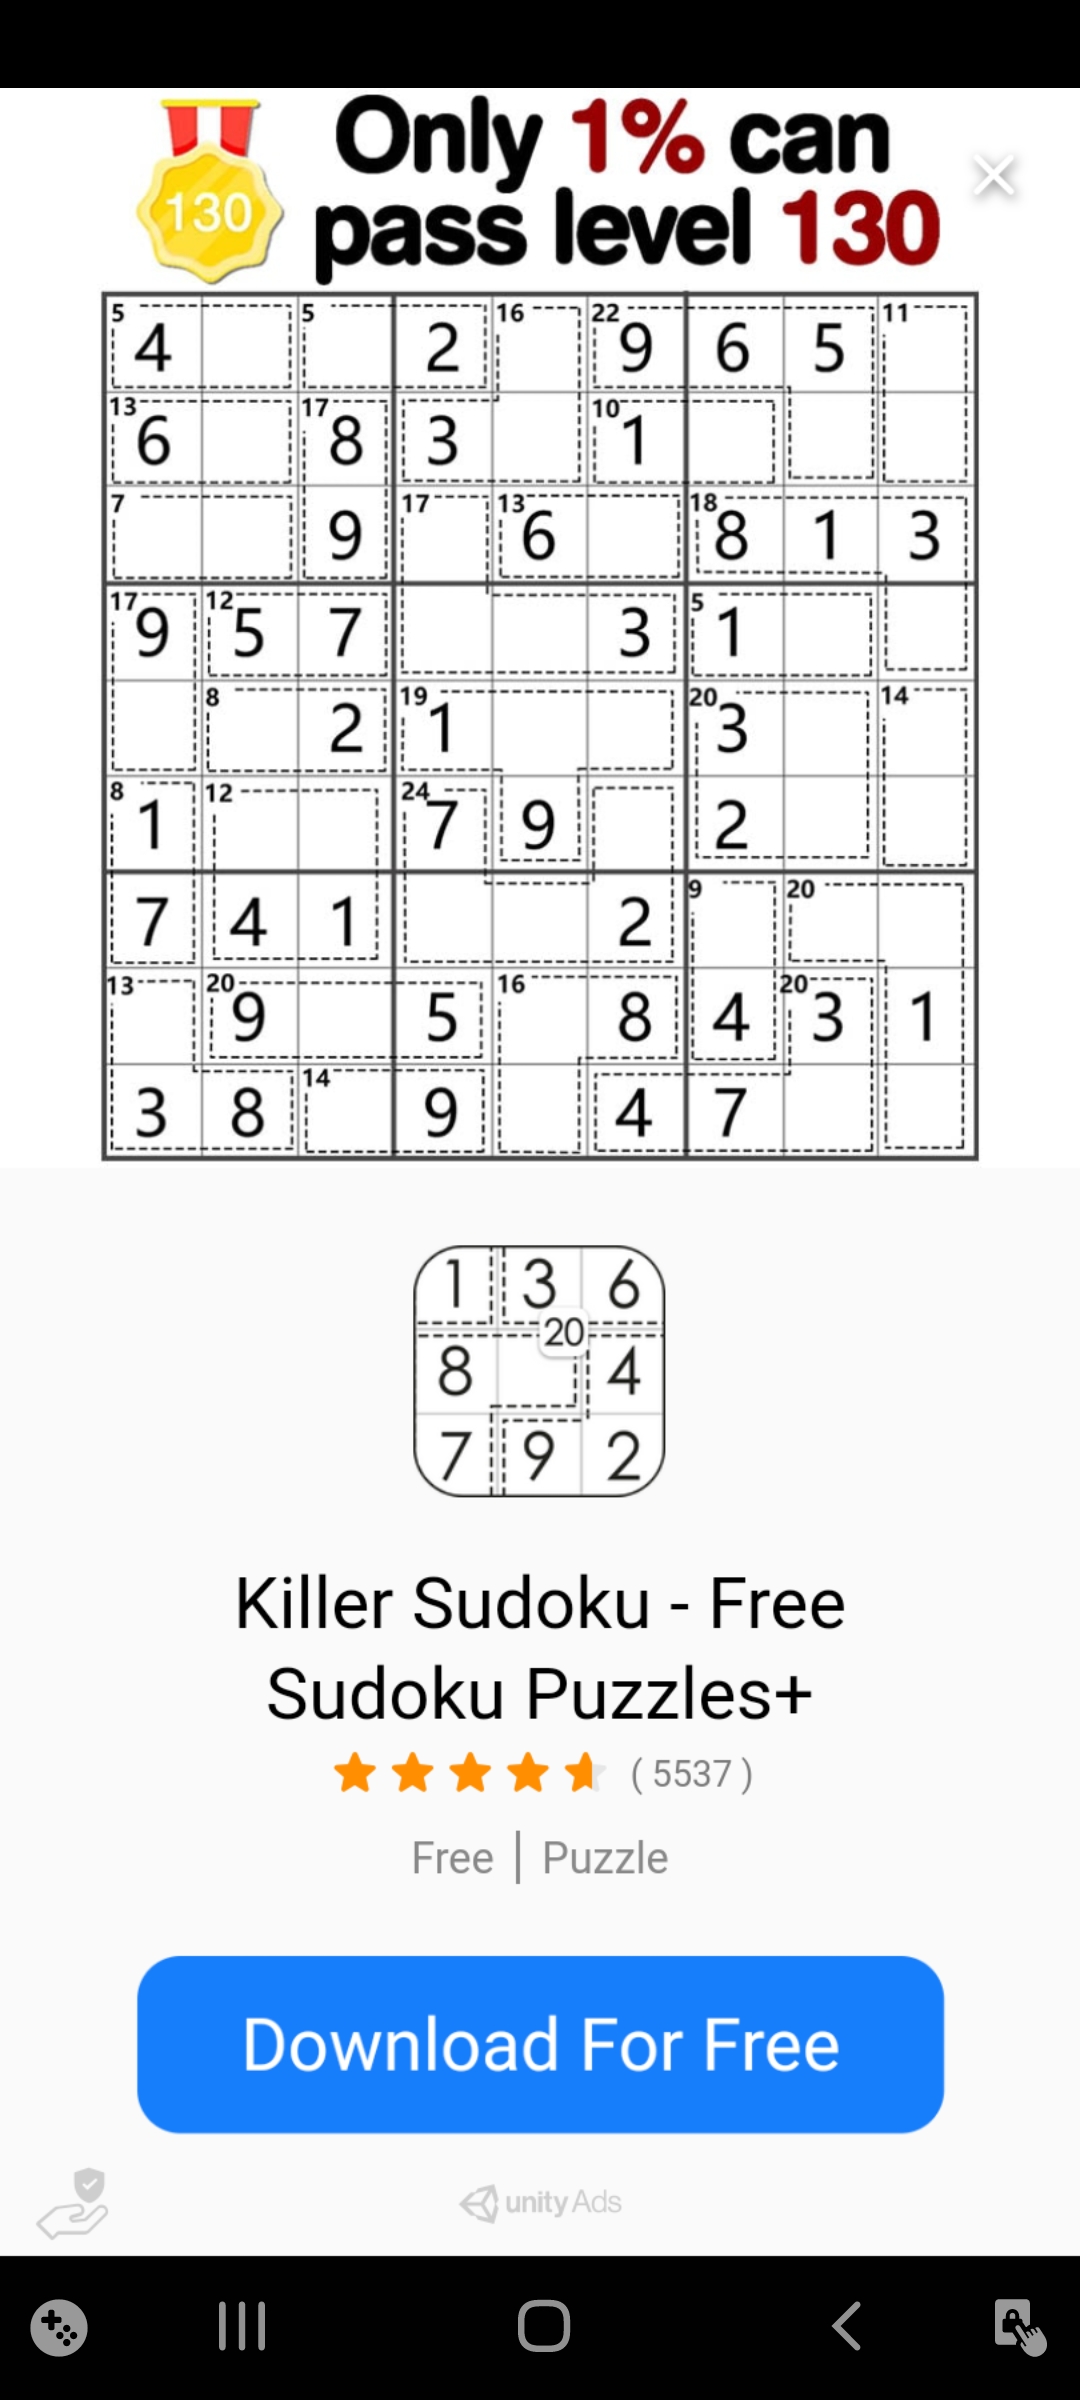 Only 1% can
130
pass level 130
5 5 16 22 11
4 2 9 6 5
13 17 10
6 8 3 1
7 17 13 18
9 6 8 1 3
17 12 5
9 5 7 3 1
8 19 20 14
2 1 3
8 12 24
1 7 9 2
9 20
7 4 1 2
13 20 16 20
9 5 8 4 3 1
14
3 8 9 4 7
1 3 6
20
8 4
7 9 2
Killer Sudoku - Free
Sudoku Puzzles+
( 5537 )
Free | Puzzle
Download For Free
unity Ads